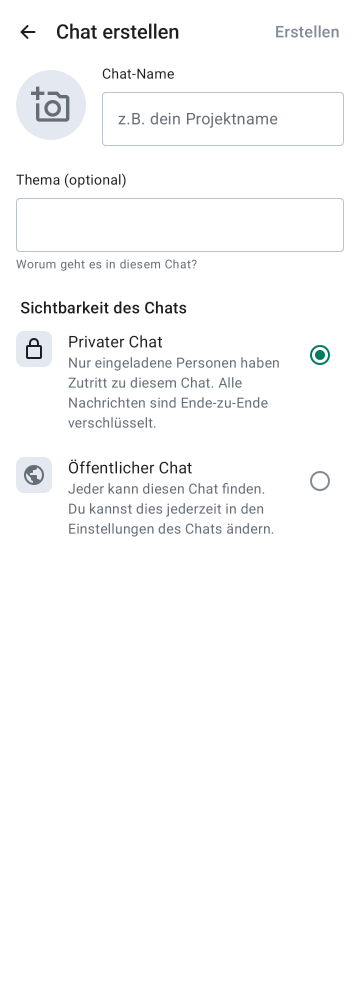 Chat erstellen
Erstellen
Chat-Name
z.B. dein Projektname
Thema (optional)
Worum geht es in diesem Chat?
Sichtbarkeit des Chats
Privater Chat
Nur eingeladene Personen haben
Zutritt zu diesem Chat. Alle
Nachrichten sind Ende-zu-Ende
verschlüsselt.
Öffentlicher Chat
Jeder kann diesen Chat finden.
Du kannst dies jederzeit in den
Einstellungen des Chats ändern.